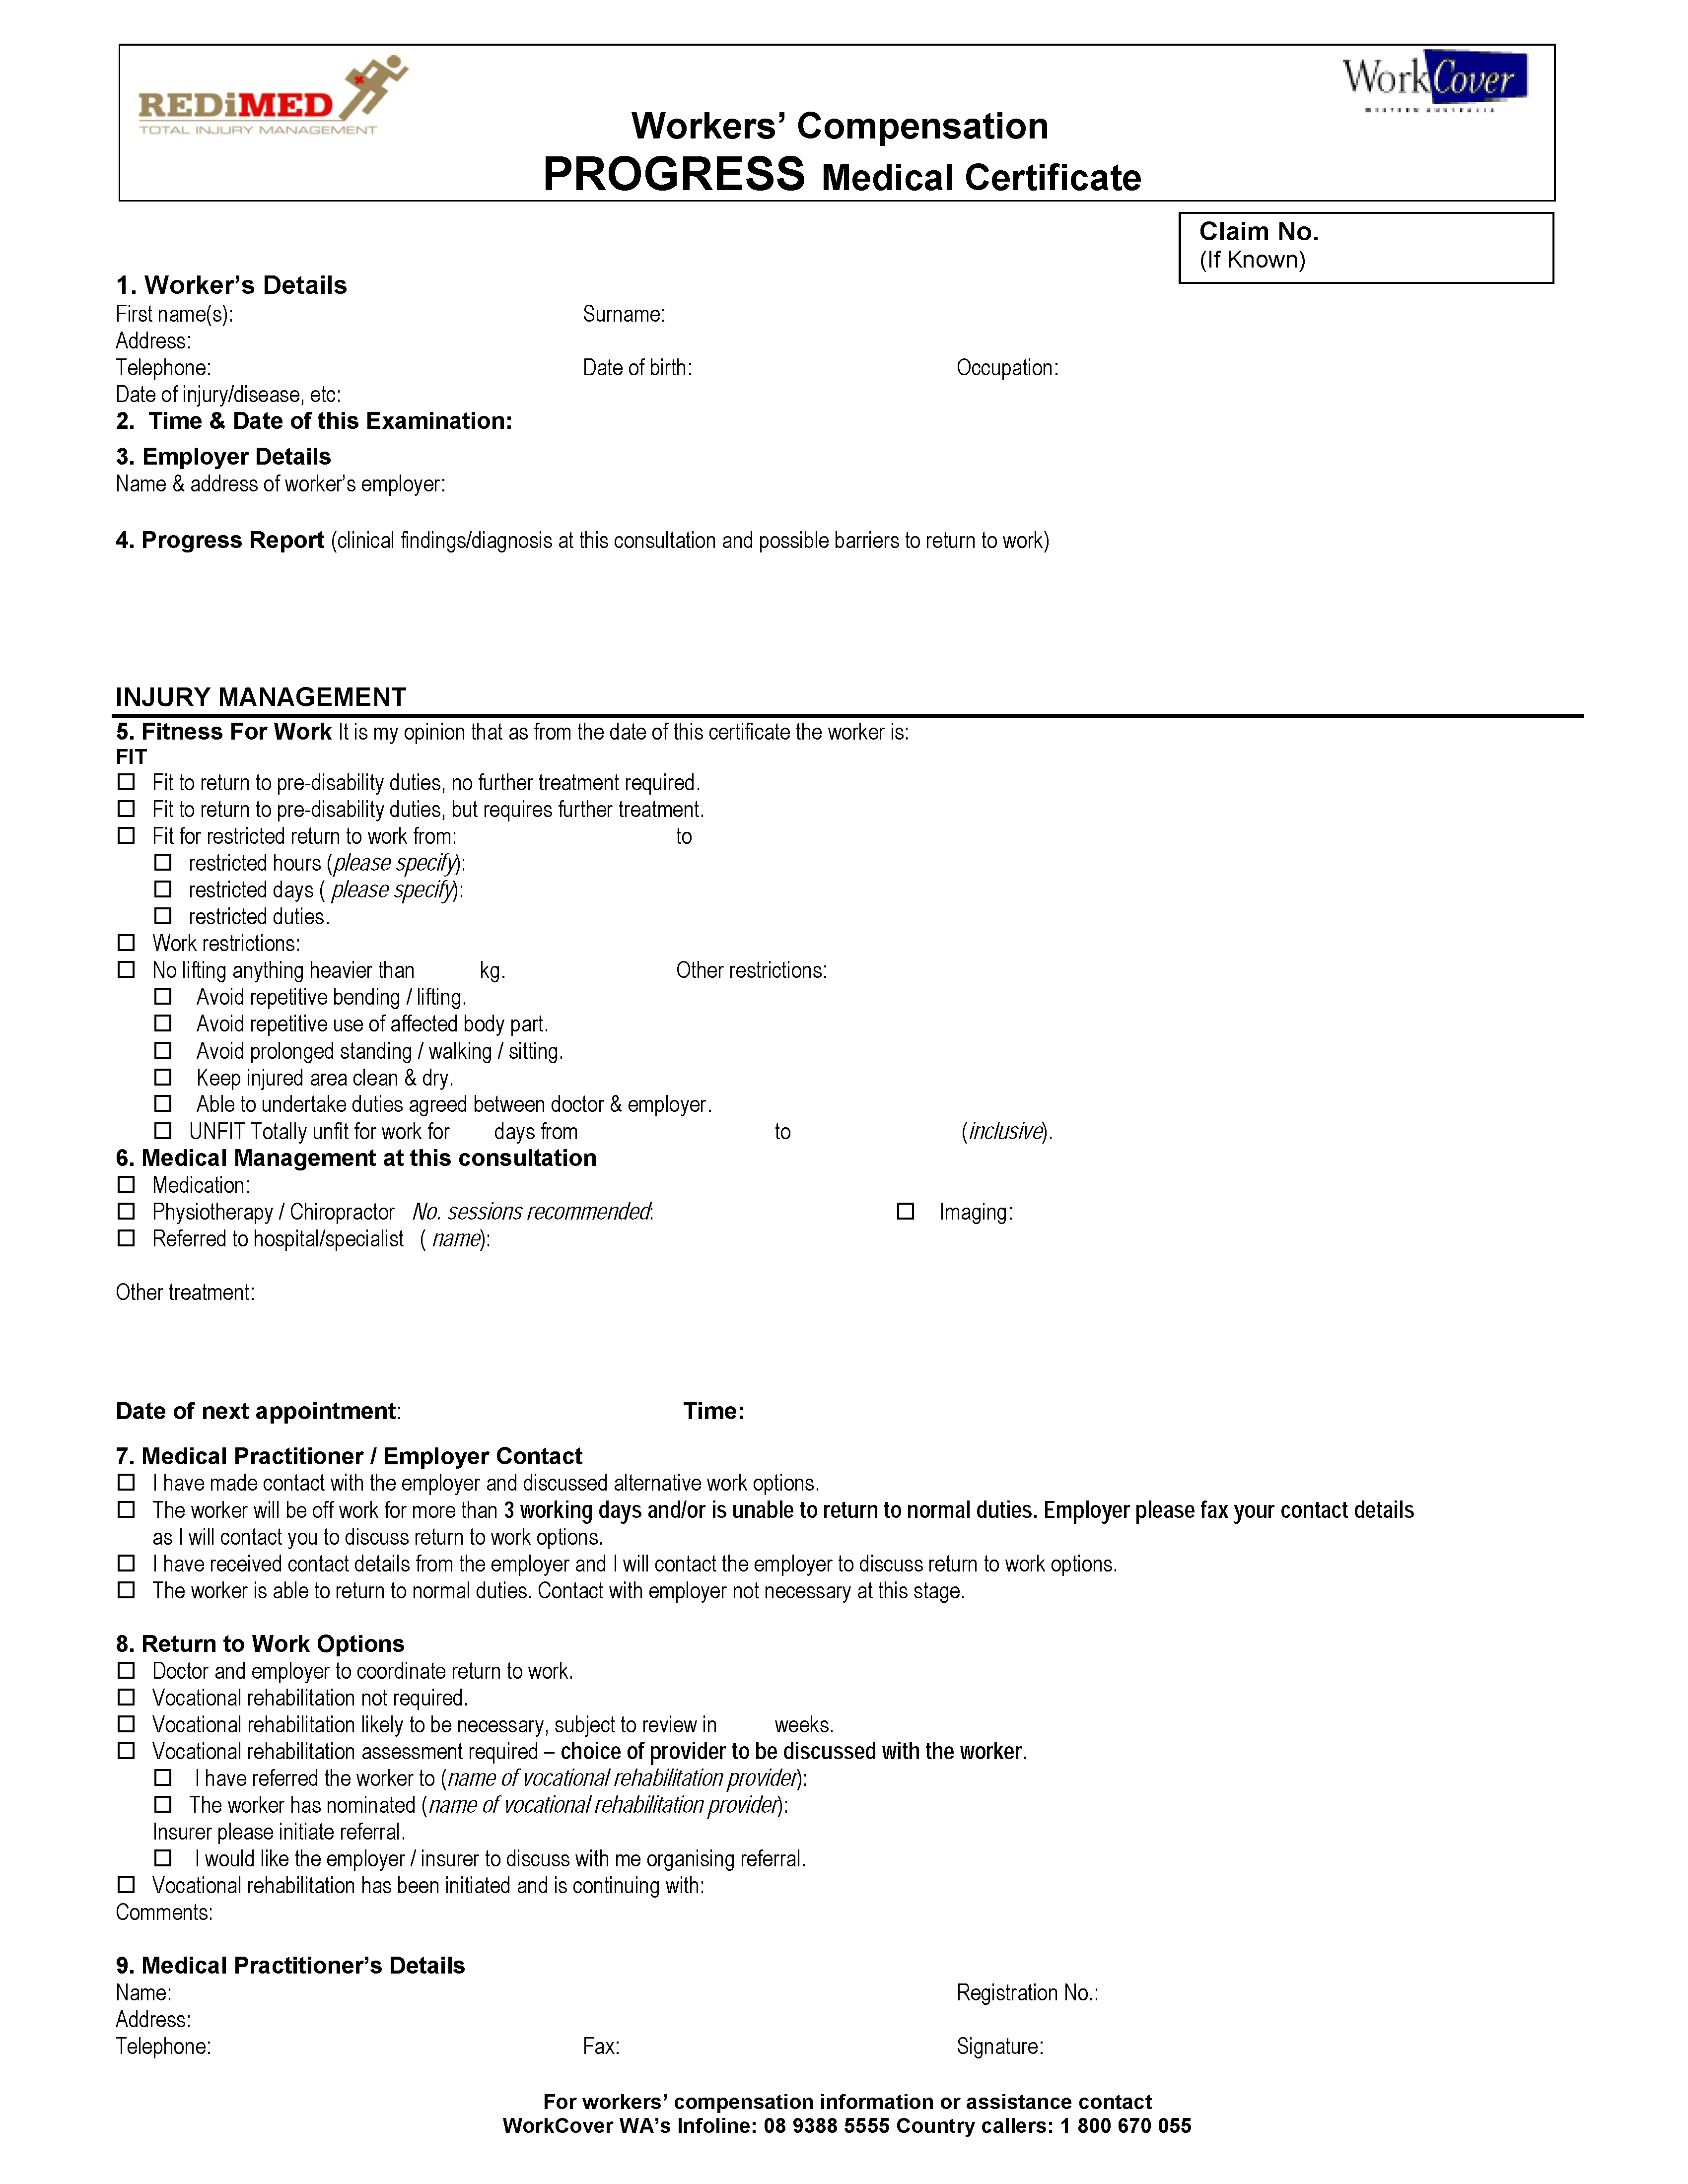 REDiMED
TOTAL INJURY MANAGEMENT
WorkCover
WESTERN AUSTRALIA
Workers’ Compensation
PROGRESS Medical Certificate
Claim No.
(If Known)
1. Worker’s Details
First name(s): Surname:
Address:
Telephone: Date of birth: Occupation:
Date of injury/disease, etc:
2. Time & Date of this Examination:
3. Employer Details
Name & address of worker’s employer:
4. Progress Report (clinical findings/diagnosis at this consultation and possible barriers to return to work)
INJURY MANAGEMENT
5. Fitness For Work It is my opinion that as from the date of this certificate the worker is:
FIT
☐ Fit to return to pre-disability duties, no further treatment required.
☐ Fit to return to pre-disability duties, but requires further treatment.
☐ Fit for restricted return to work from: to
☐ restricted hours (please specify):
☐ restricted days ( please specify):
☐ restricted duties.
☐ Work restrictions:
☐ No lifting anything heavier than kg. Other restrictions:
☐ Avoid repetitive bending / lifting.
☐ Avoid repetitive use of affected body part.
☐ Avoid prolonged standing / walking / sitting.
☐ Keep injured area clean & dry.
☐ Able to undertake duties agreed between doctor & employer.
☐ UNFIT Totally unfit for work for days from to (inclusive).
6. Medical Management at this consultation
☐ Medication:
☐ Physiotherapy / Chiropractor No. sessions recommended: ☐ Imaging:
☐ Referred to hospital/specialist ( name):
Other treatment:
Date of next appointment: Time:
7. Medical Practitioner / Employer Contact
☐ I have made contact with the employer and discussed alternative work options.
☐ The worker will be off work for more than 3 working days and/or is unable to return to normal duties. Employer please fax your contact details
as I will contact you to discuss return to work options.
☐ I have received contact details from the employer and I will contact the employer to discuss return to work options.
☐ The worker is able to return to normal duties. Contact with employer not necessary at this stage.
8. Return to Work Options
☐ Doctor and employer to coordinate return to work.
☐ Vocational rehabilitation not required.
☐ Vocational rehabilitation likely to be necessary, subject to review in weeks.
☐ Vocational rehabilitation assessment required – choice of provider to be discussed with the worker.
☐ I have referred the worker to (name of vocational rehabilitation provider):
☐ The worker has nominated (name of vocational rehabilitation provider):
Insurer please initiate referral.
☐ I would like the employer / insurer to discuss with me organising referral.
☐ Vocational rehabilitation has been initiated and is continuing with:
Comments:
9. Medical Practitioner’s Details
Name: Registration No.:
Address:
Telephone: Fax: Signature:
For workers’ compensation information or assistance contact
WorkCover WA’s Infoline: 08 9388 5555 Country callers: 1 800 670 055